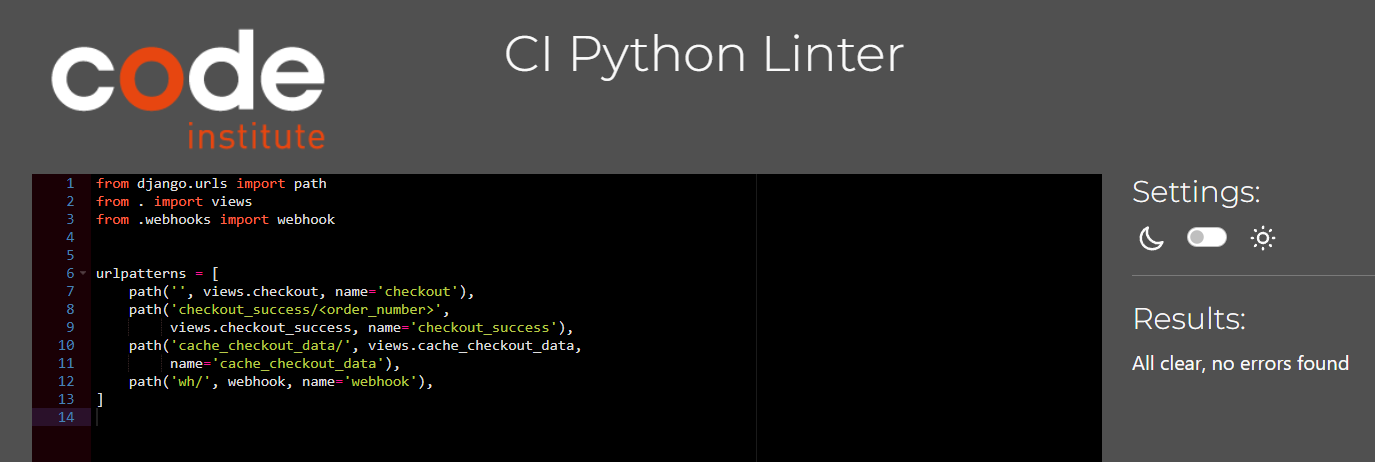 code
institute
CI Python Linter
1 from django.urls import path
2 from . import views
3 from .webhooks import webhook
4
5
6 urlpatterns = [
7     path('', views.checkout, name='checkout'),
8     path('checkout_success/<order_number>',
9          views.checkout_success, name='checkout_success'),
10     path('cache_checkout_data/', views.cache_checkout_data,
11          name='cache_checkout_data'),
12     path('wh/', webhook, name='webhook'),
13 ]
14
Settings:
Results:
All clear, no errors found